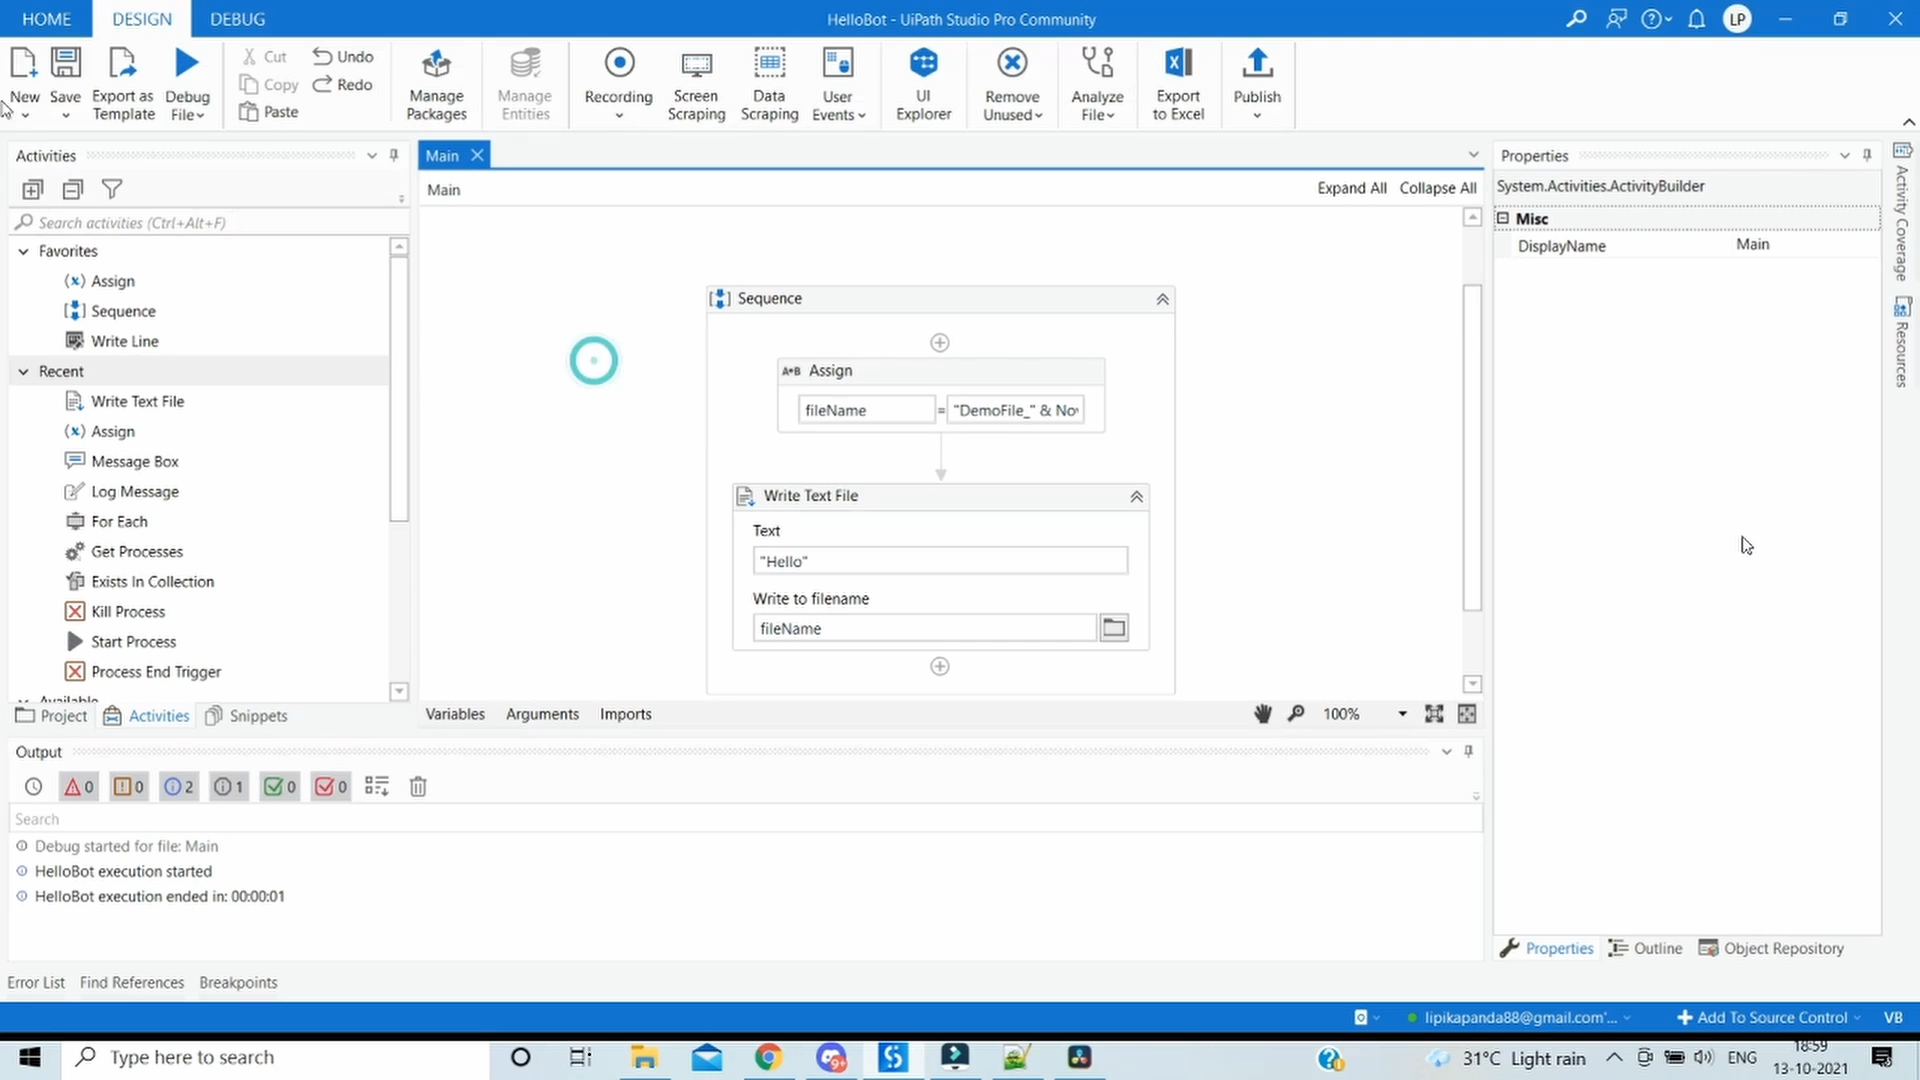 HOME DESIGN DEBUG HelloBot - UiPath Studio Pro Community LP
New Save Export as Template Debug File Cut Copy Paste Undo Redo Manage Packages Manage Entities Recording Screen Scraping Data Scraping User Events UI Explorer Remove Unused Analyze File Export to Excel Publish
Activities
Search activities (Ctrl+Alt+F)
Favorites
Assign
Sequence
Write Line
Recent
Write Text File
Assign
Message Box
Log Message
For Each
Get Processes
Exists In Collection
Kill Process
Start Process
Process End Trigger
Available
Project Activities Snippets
Main
Main Expand All Collapse All
Sequence
A*B Assign
fileName = "DemoFile_" & Nov
Write Text File
Text
"Hello"
Write to filename
fileName
Variables Arguments Imports 100%
Properties
System.Activities.ActivityBuilder
Misc
DisplayName Main
Activity Coverage
Resources
Properties Outline Object Repository
Output
0 0 2 1 0 0
Search
Debug started for file: Main
HelloBot execution started
HelloBot execution ended in: 00:00:01
Error List Find References Breakpoints
lipikapanda88@gmail.com'... Add To Source Control VB
Type here to search 9+ 31°C Light rain ENG 18:59
13-10-2021